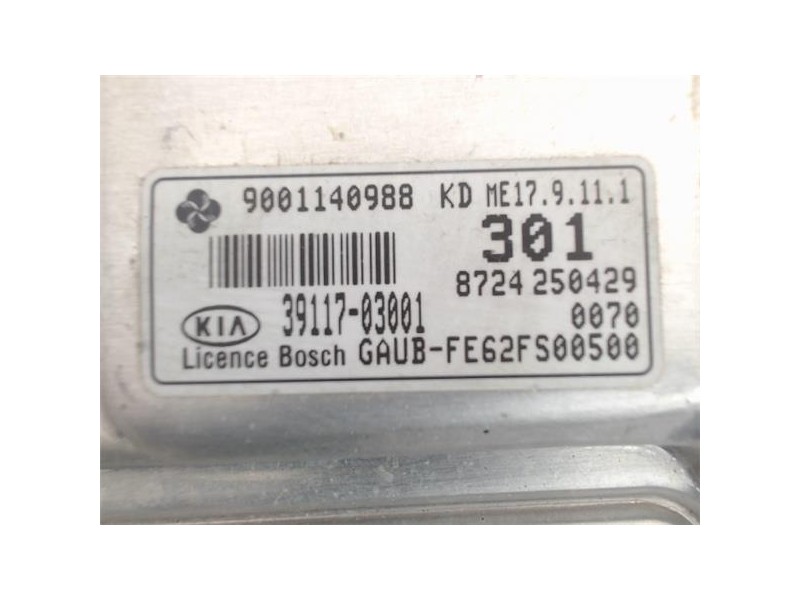 9001140988 KD ME17.9.11.1
301
8724 250429
KIA 39117-03001 0070
Licence Bosch GAUB-FE62FS00500